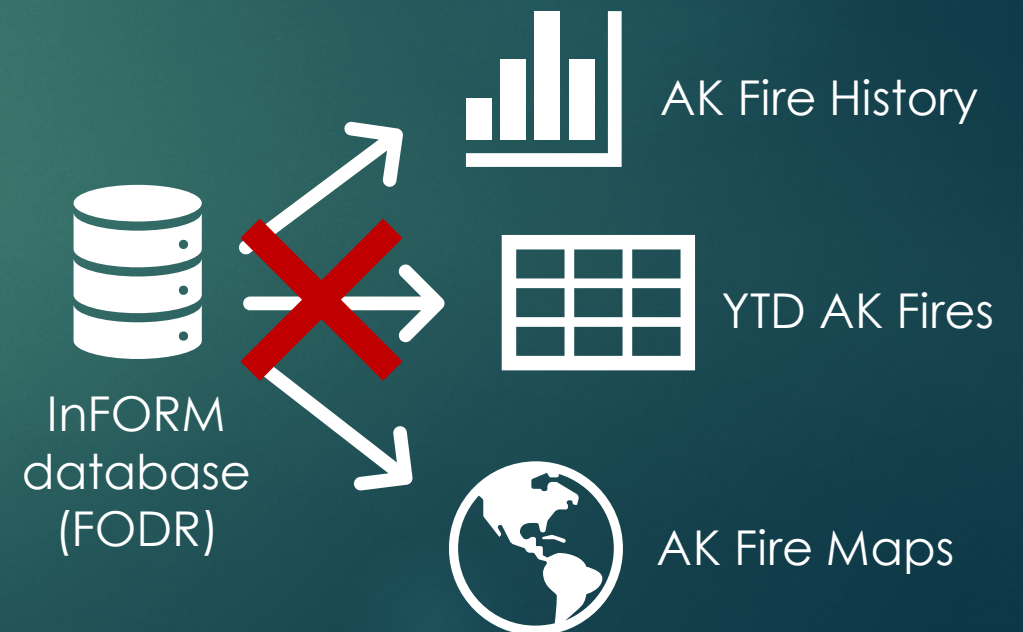 AK Fire History
YTD AK Fires
InFORM
database
(FODR)
AK Fire Maps